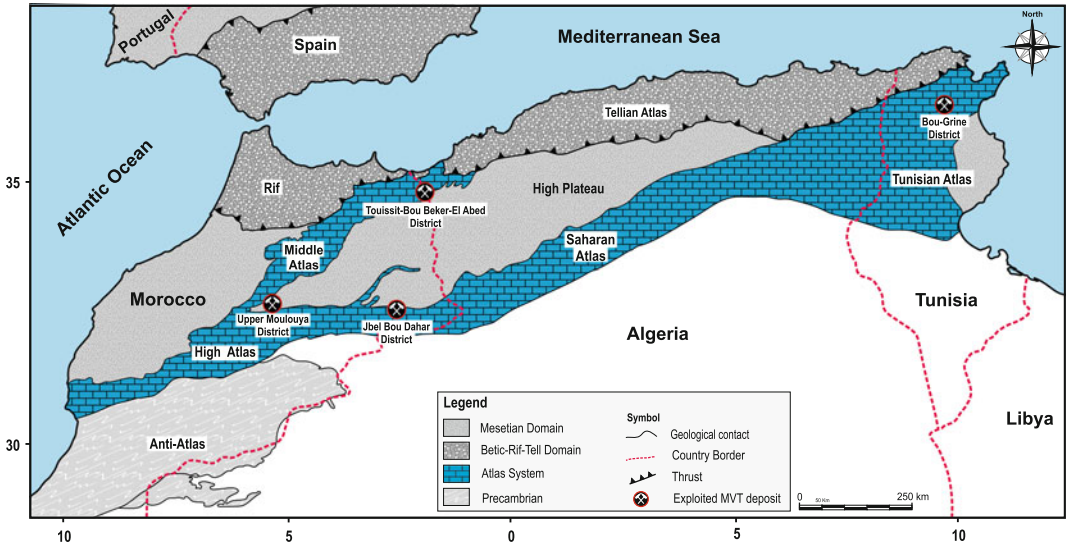 North
Portugal
Spain
Mediterranean Sea
Atlantic Ocean
Tellian Atlas
Bou-Grine
District
35
Rif
High Plateau
Tunisian Atlas
Touissit-Bou Beker-El Abed
District
Middle
Atlas
Saharan
Atlas
Morocco
Upper Moulouya
District
Jbel Bou Dahar
District
Tunisia
Algeria
High Atlas
Libya
30
Anti-Atlas
Legend
Mesetian Domain
Betic-Rif-Tell Domain
Atlas System
Precambrian
Symbol
Geological contact
Country Border
Thrust
Exploited MVT deposit
0 50 Km 250 km
10 5 0 5 10